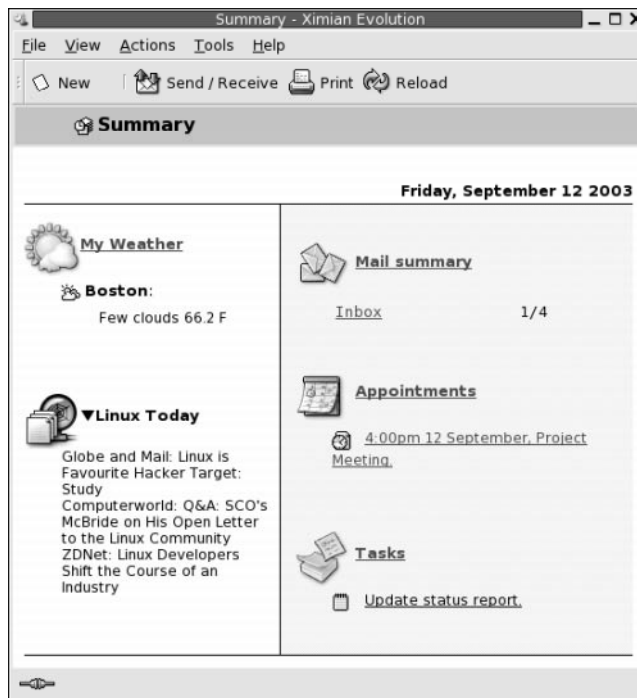 Summary - Ximian Evolution
File View Actions Tools Help
New Send / Receive Print Reload
Summary
Friday, September 12 2003
My Weather
Boston:
Few clouds 66.2 F
▼Linux Today
Globe and Mail: Linux is
Favourite Hacker Target:
Study
Computerworld: Q&A: SCO's
McBride on His Open Letter
to the Linux Community
ZDNet: Linux Developers
Shift the Course of an
Industry
Mail summary
Inbox 1/4
Appointments
4:00pm 12 September, Project
Meeting.
Tasks
Update status report.